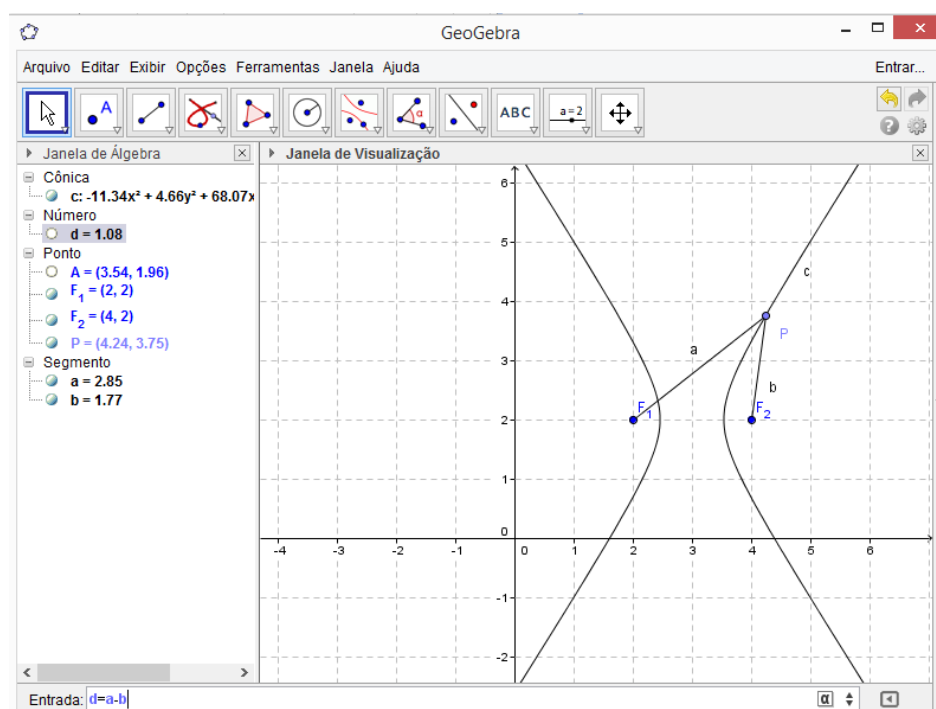 GeoGebra
Arquivo Editar Exibir Opções Ferramentas Janela Ajuda Entrar...
A α ABC a=2
Janela de Álgebra
Cônica
c: -11.34x² + 4.66y² + 68.07x
Número
d = 1.08
Ponto
A = (3.54, 1.96)
F₁ = (2, 2)
F₂ = (4, 2)
P = (4.24, 3.75)
Segmento
a = 2.85
b = 1.77
Janela de Visualização
6
5
c
4
P
a
3
b
F₁ F₂
2
1
0
-4 -3 -2 -1 0 1 2 3 4 5 6
-1
-2
Entrada: d=a-b α